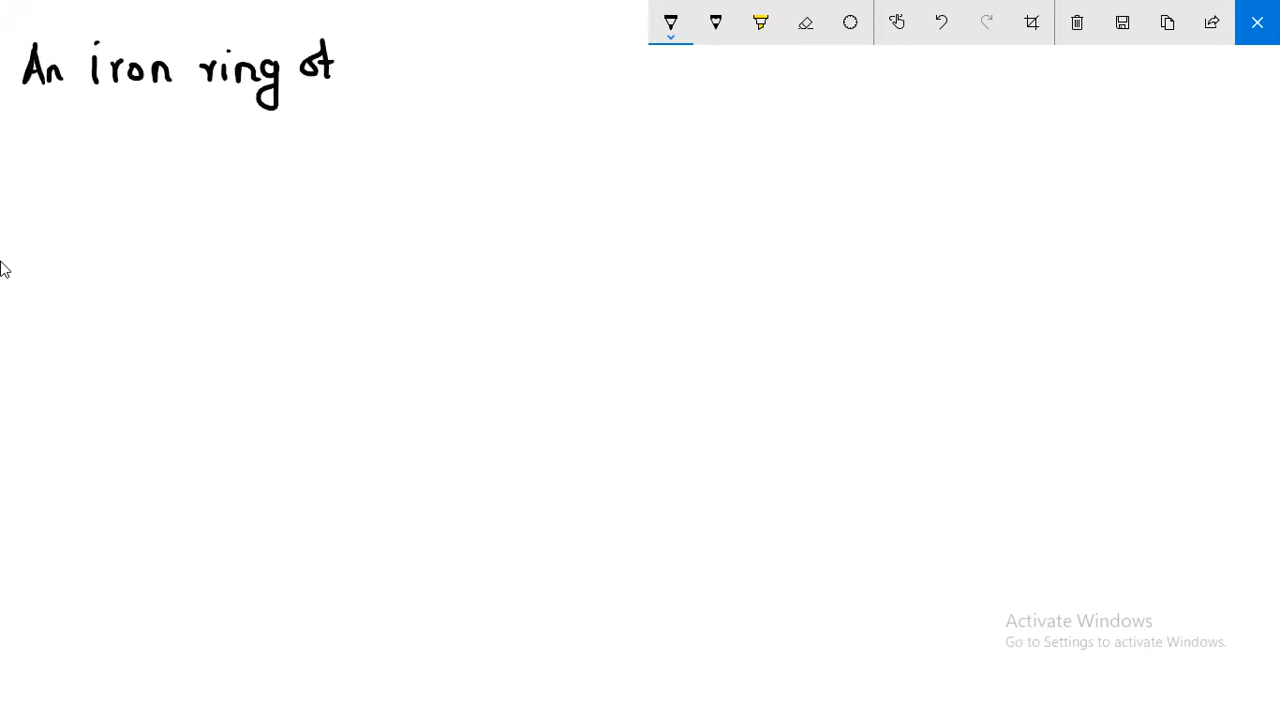 An iron ring of
Activate Windows
Go to Settings to activate Windows.